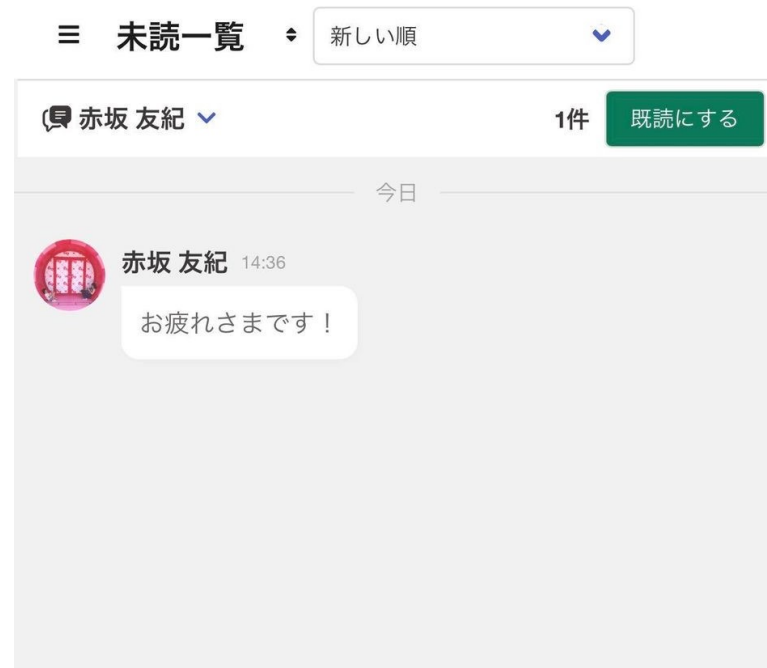 未読一覧 新しい順
赤坂 友紀 1件 既読にする
今日
赤坂 友紀 14:36
お疲れさまです！